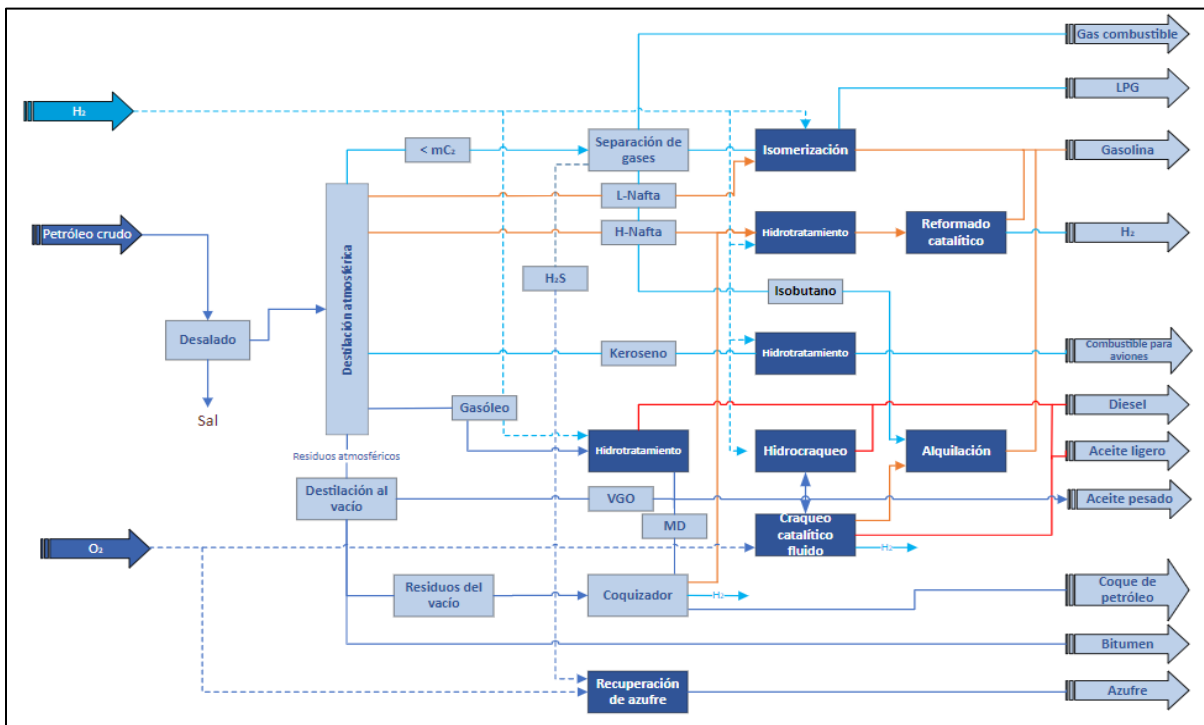 Gas combustible
LPG
H₂
< mC₂
Separación de
gases
Isomerización
Gasolina
L-Nafta
Petróleo crudo
H-Nafta
Hidrotratamiento
Reformado
catalítico
H₂
Destilación atmosférica
H₂S
Isobutano
Desalado
Keroseno
Hidrotratamiento
Combustible para
aviones
Sal
Gasóleo
Diesel
Residuos atmosféricos
Hidrotratamiento
Hidrocraqueo
Alquilación
Aceite ligero
Destilación al
vacío
VGO
Aceite pesado
MD
Craqueo
catalítico
fluido
O₂
H₂
Residuos del
vacío
Coquizador
H₂
Coque de
petróleo
Bitumen
Recuperación
de azufre
Azufre